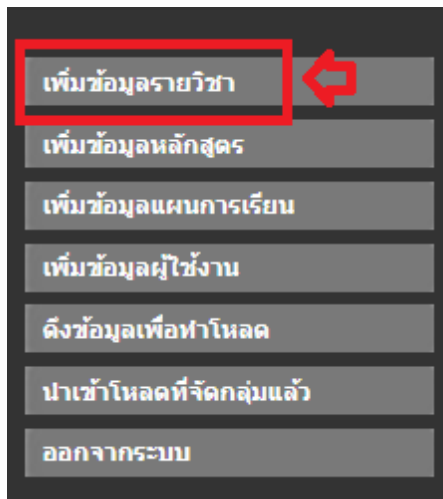 เพิ่มข้อมูลรายวิชา
เพิ่มข้อมูลหลักสูตร
เพิ่มข้อมูลแผนการเรียน
เพิ่มข้อมูลผู้ใช้งาน
ดึงข้อมูลเพื่อทำโหลด
นำเข้าโหลดที่จัดกลุ่มแล้ว
ออกจากระบบ